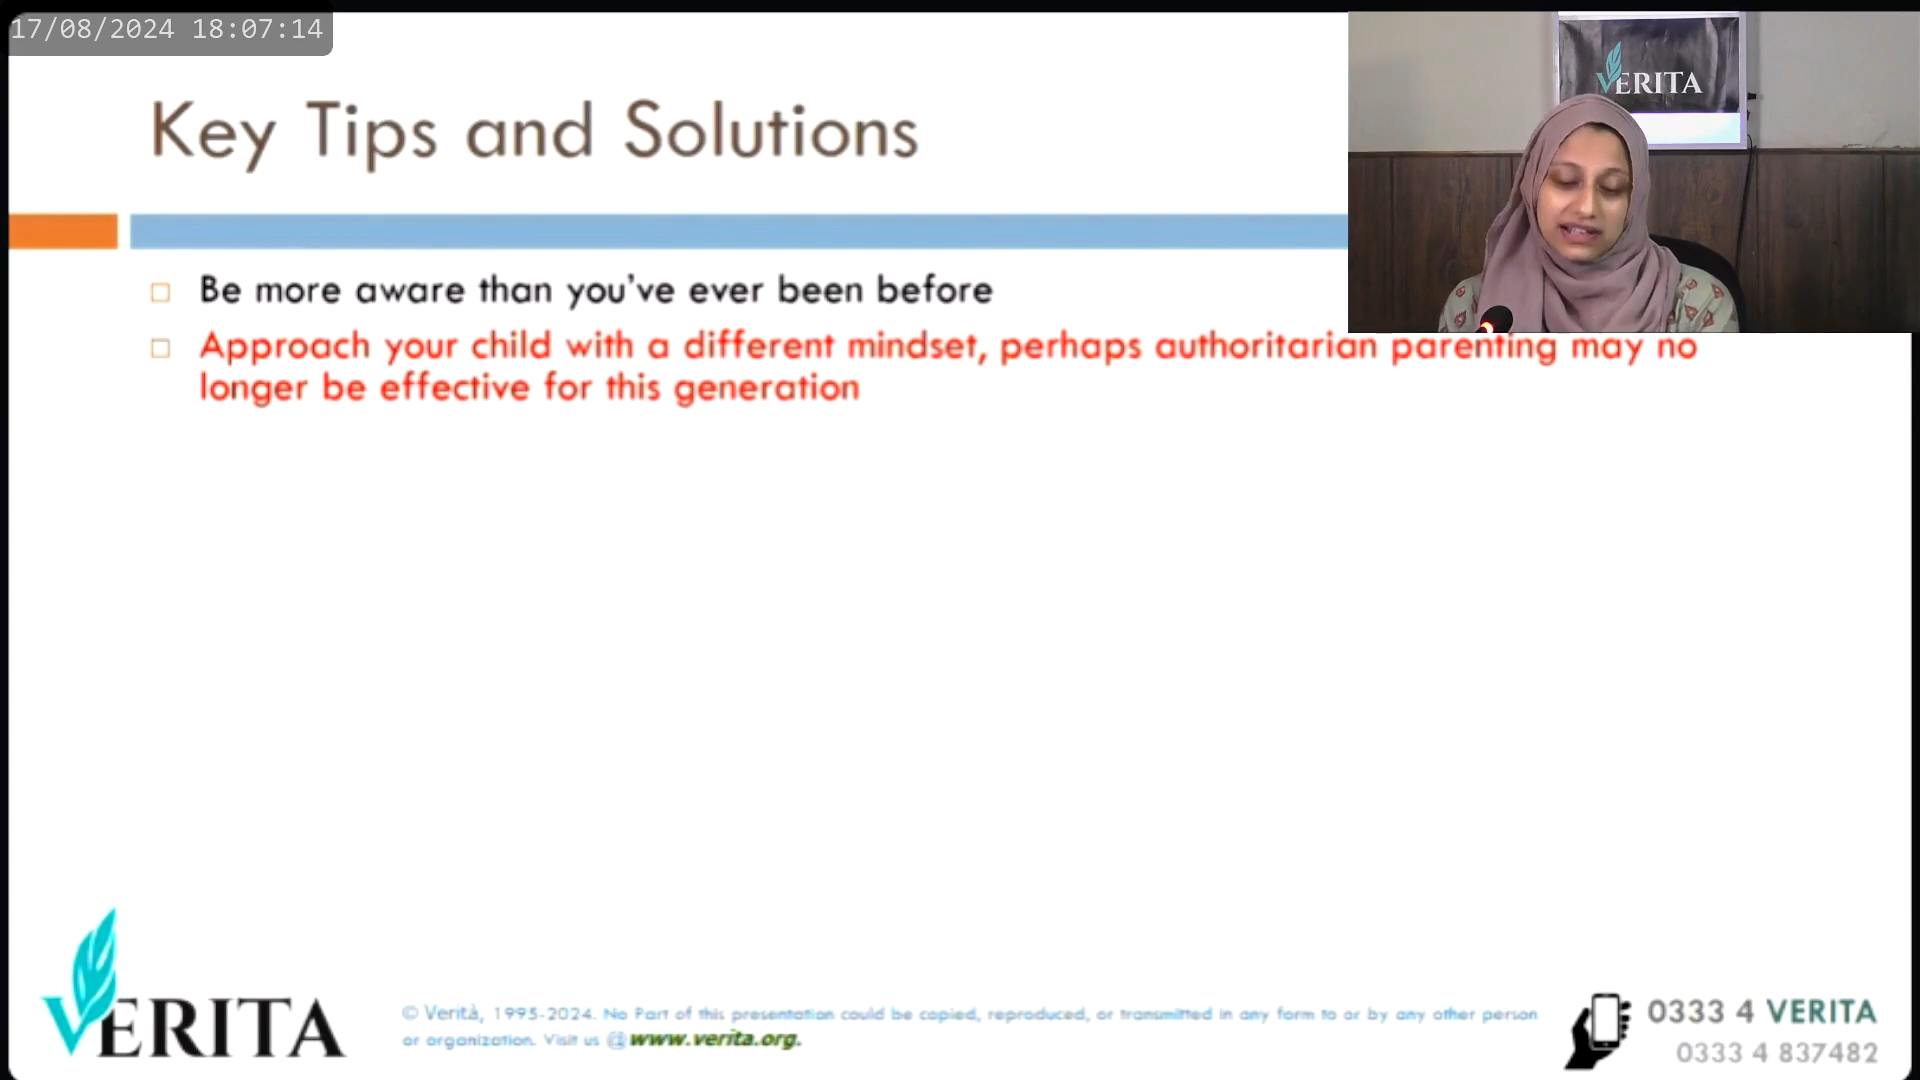 17/08/2024 18:07:14
VERITA
Key Tips and Solutions
Be more aware than you've ever been before
Approach your child with a different mindset, perhaps authoritarian parenting may no
longer be effective for this generation
VERITA
© Verità, 1995-2024. No Part of this presentation could be copied, reproduced, or transmitted in any form to or by any other person
or organization. Visit us @www.verita.org.
0333 4 VERITA
0333 4 837482